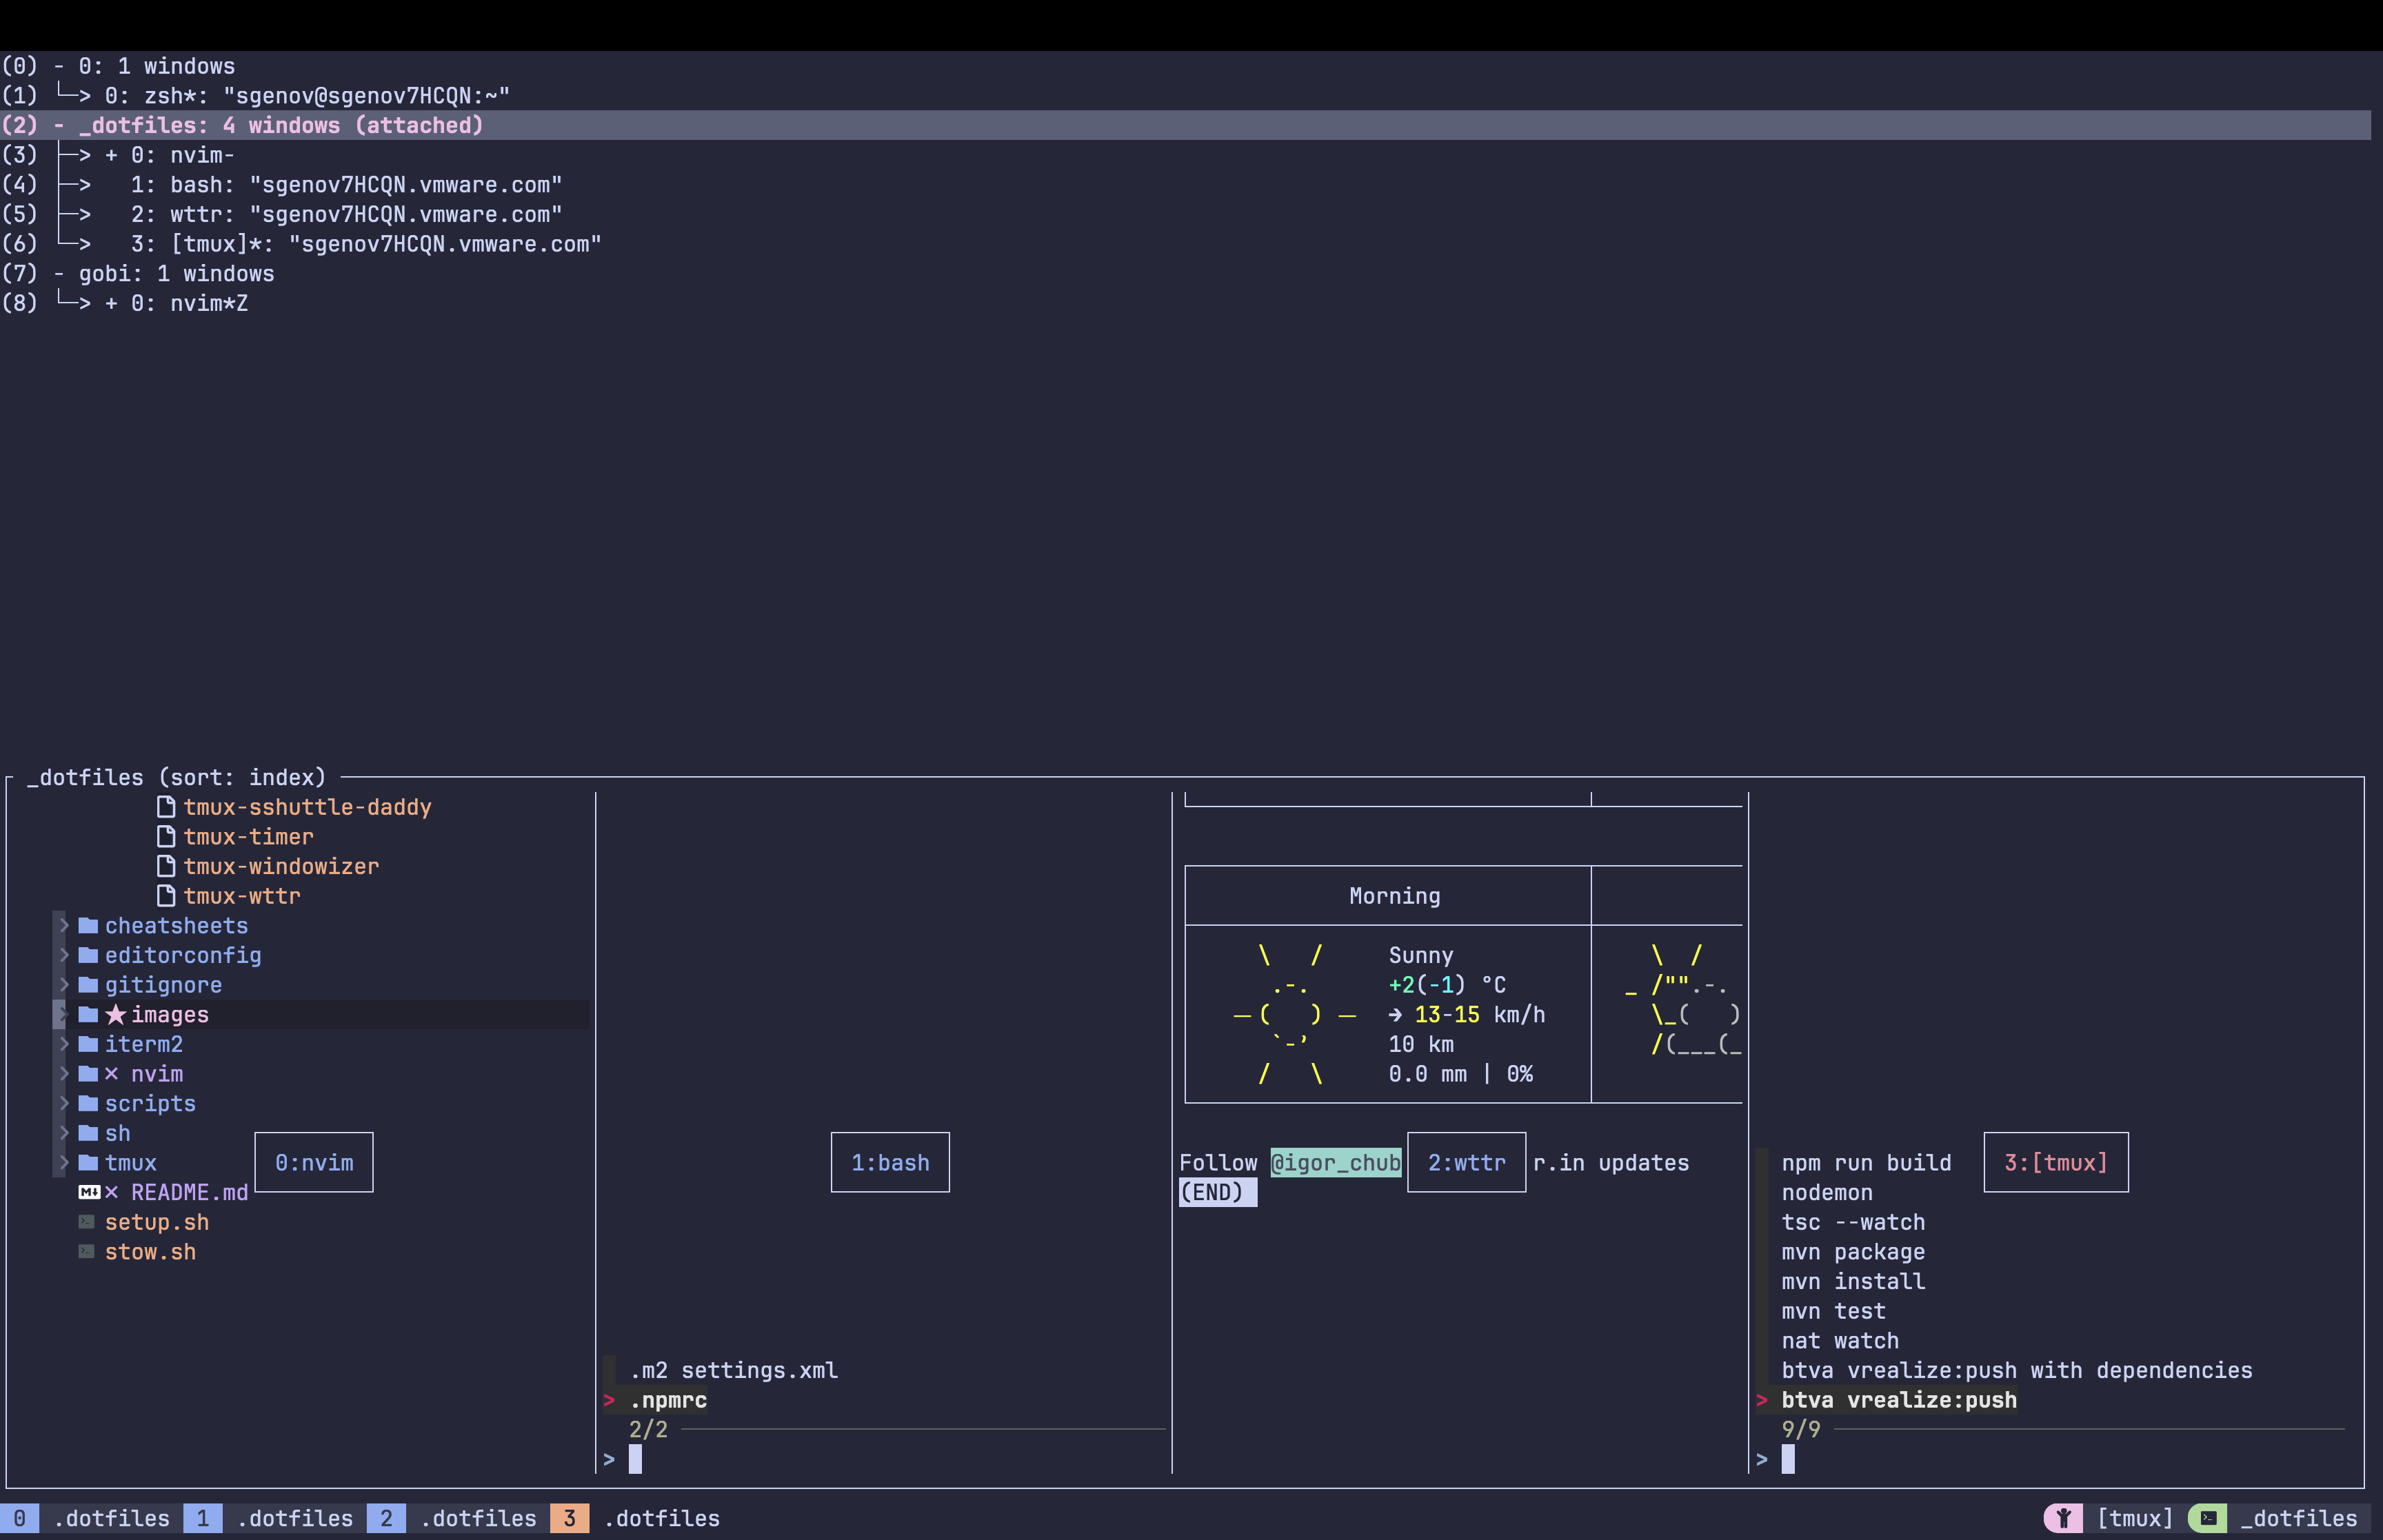 (0) - 0: 1 windows
(1) └─> 0: zsh*: "sgenov@sgenov7HCQN:~"
(2) - _dotfiles: 4 windows (attached)
(3) ├─> + 0: nvim-
(4) ├─>   1: bash: "sgenov7HCQN.vmware.com"
(5) ├─>   2: wttr: "sgenov7HCQN.vmware.com"
(6) └─>   3: [tmux]*: "sgenov7HCQN.vmware.com"
(7) - gobi: 1 windows
(8) └─> + 0: nvim*Z
_dotfiles (sort: index)
tmux-sshuttle-daddy
tmux-timer
tmux-windowizer
tmux-wttr
> cheatsheets
> editorconfig
> gitignore
> ★ images
> iterm2
> × nvim
> scripts
> sh
> tmux
M↓ × README.md
setup.sh
stow.sh
0:nvim
1:bash
.m2 settings.xml
> .npmrc
2/2
>
Morning
Sunny
+2(-1) °C
→ 13-15 km/h
10 km
0.0 mm | 0%
Follow @igor_chub
2:wttr
r.in updates
(END)
3:[tmux]
npm run build
nodemon
tsc --watch
mvn package
mvn install
mvn test
nat watch
btva vrealize:push with dependencies
> btva vrealize:push
9/9
>
0 .dotfiles 1 .dotfiles 2 .dotfiles 3 .dotfiles
[tmux] _dotfiles